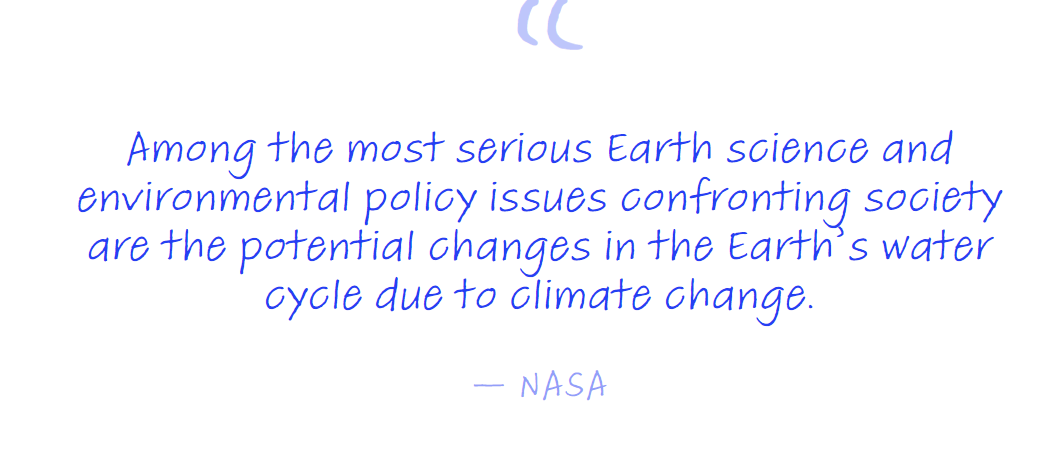 “
Among the most serious Earth science and
environmental policy issues confronting society
are the potential changes in the Earth's water
cycle due to climate change.
— NASA